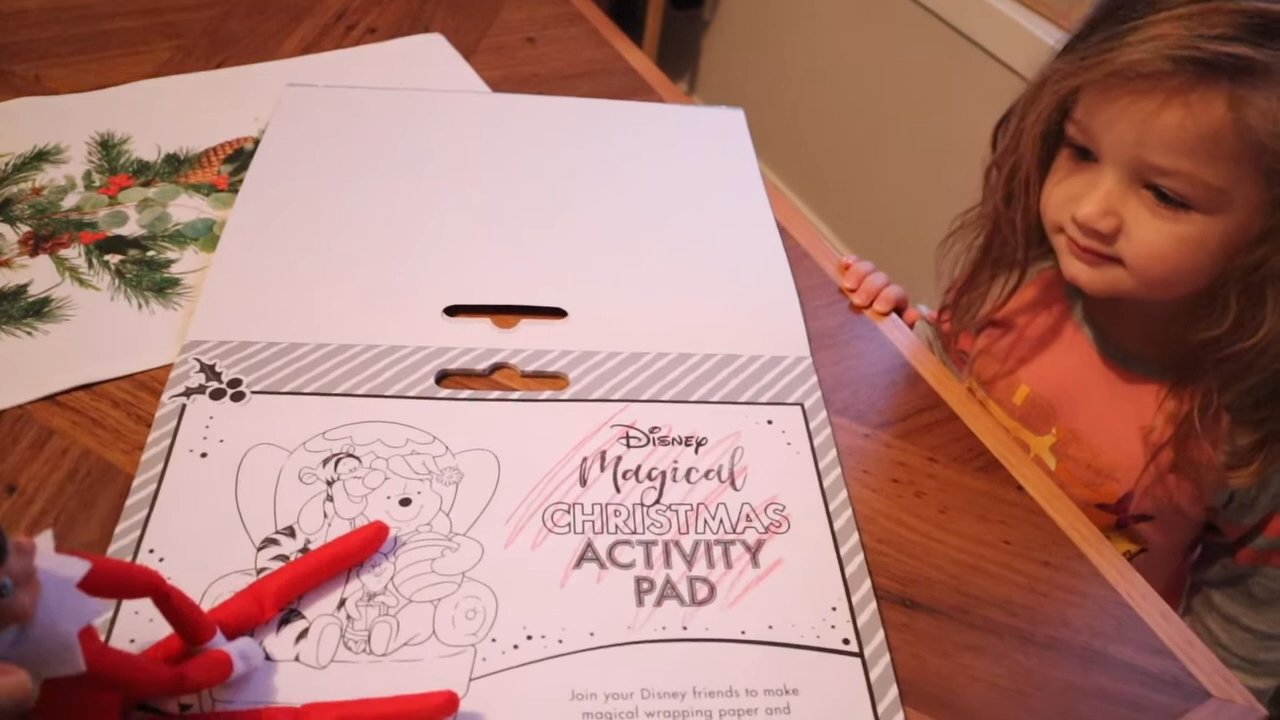 Disney
Magical
CHRISTMAS
ACTIVITY
PAD
Join your Disney friends to make
magical wrapping paper and